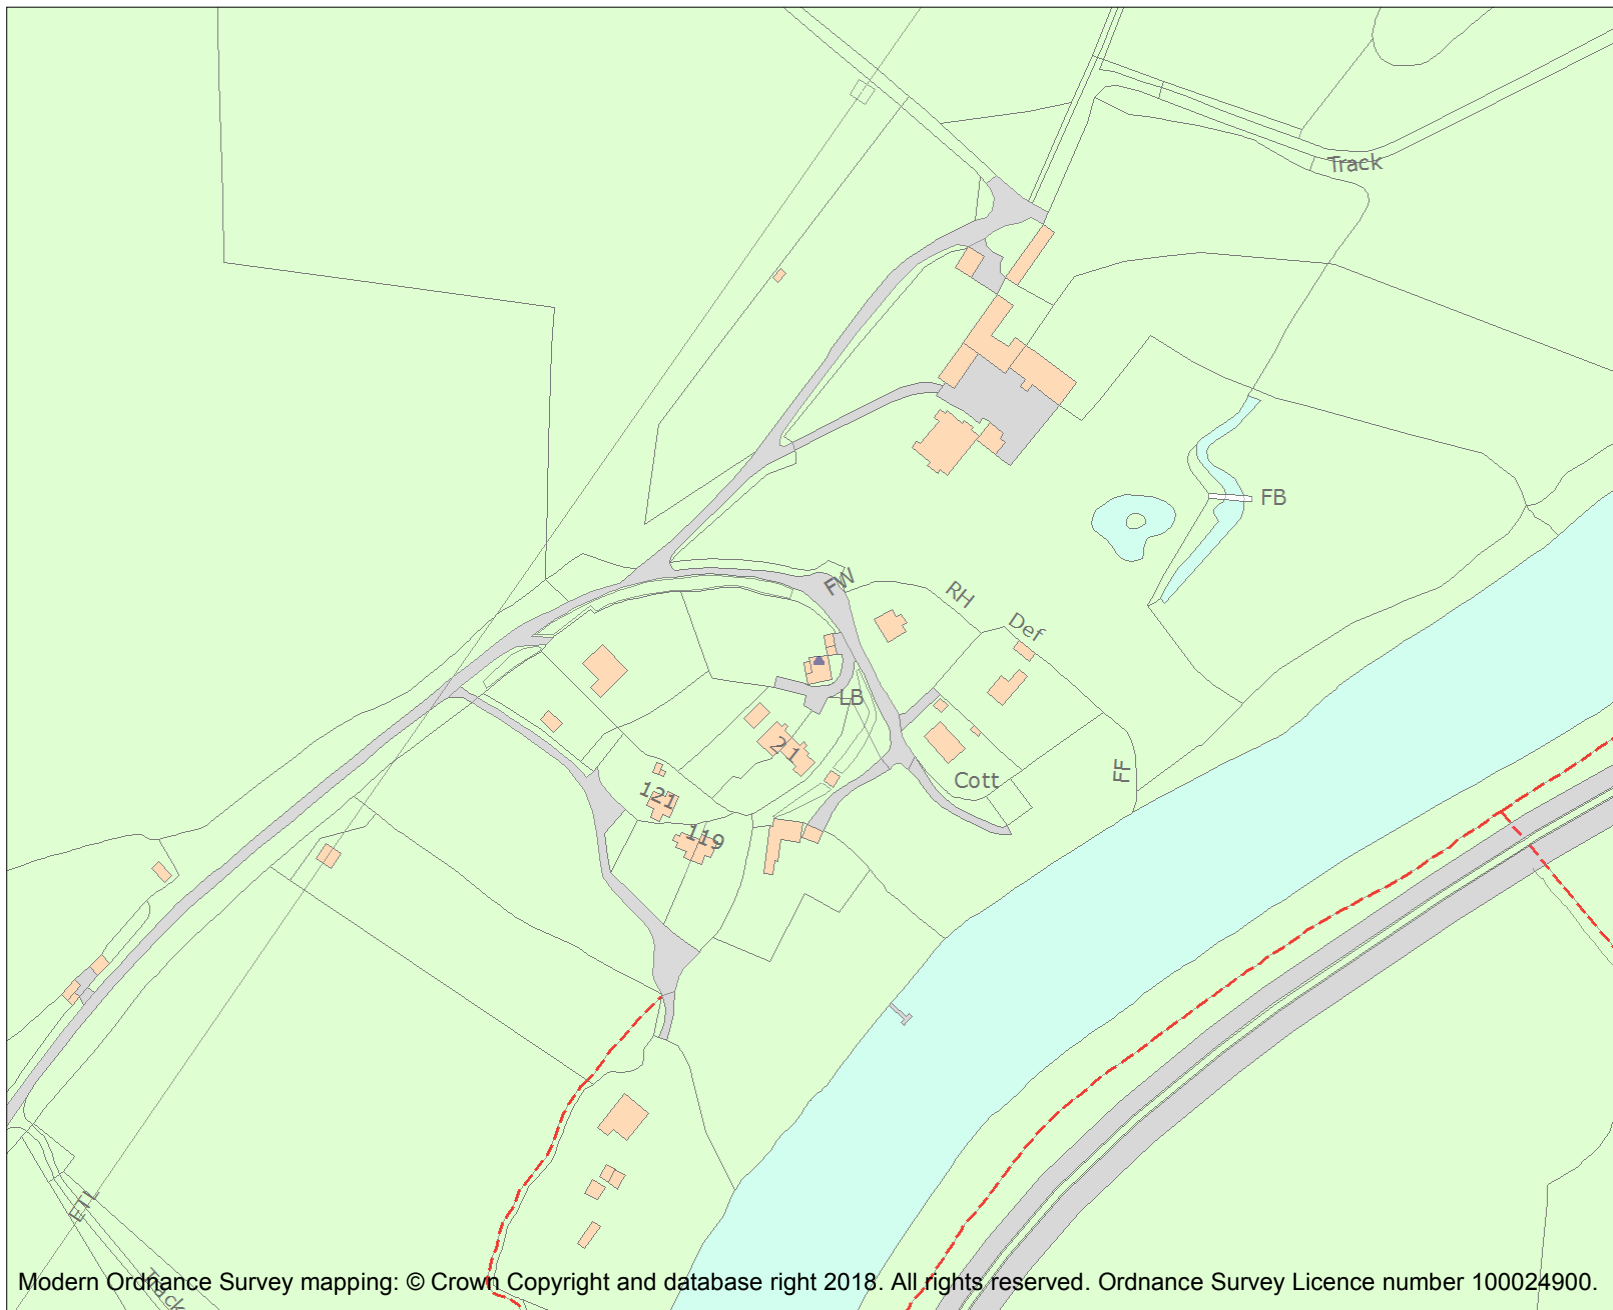 Track
FB
FW
RH
Def
LB
21
FF
Cott
121
119
ETL
Track
Modern Ordnance Survey mapping: © Crown Copyright and database right 2018. All rights reserved. Ordnance Survey Licence number 100024900.